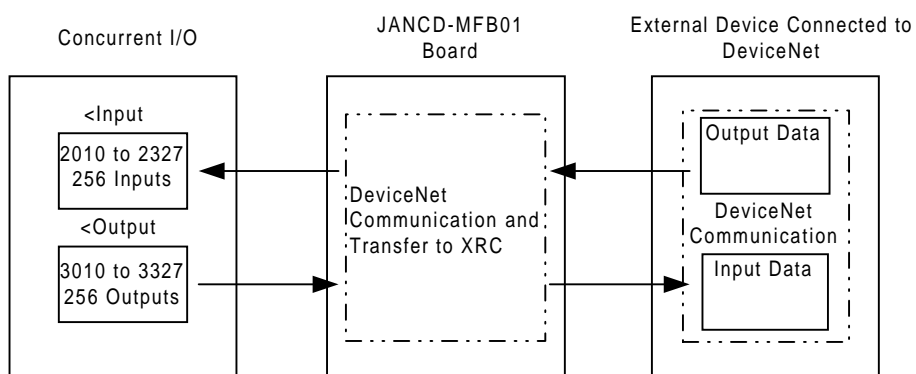 Concurrent I/O
JANCD-MFB01
Board
External Device Connected to
DeviceNet
<Input
2010 to 2327
256 Inputs
<Output
3010 to 3327
256 Outputs
DeviceNet
Communication and
Transfer to XRC
Output Data
DeviceNet
Communication
Input Data